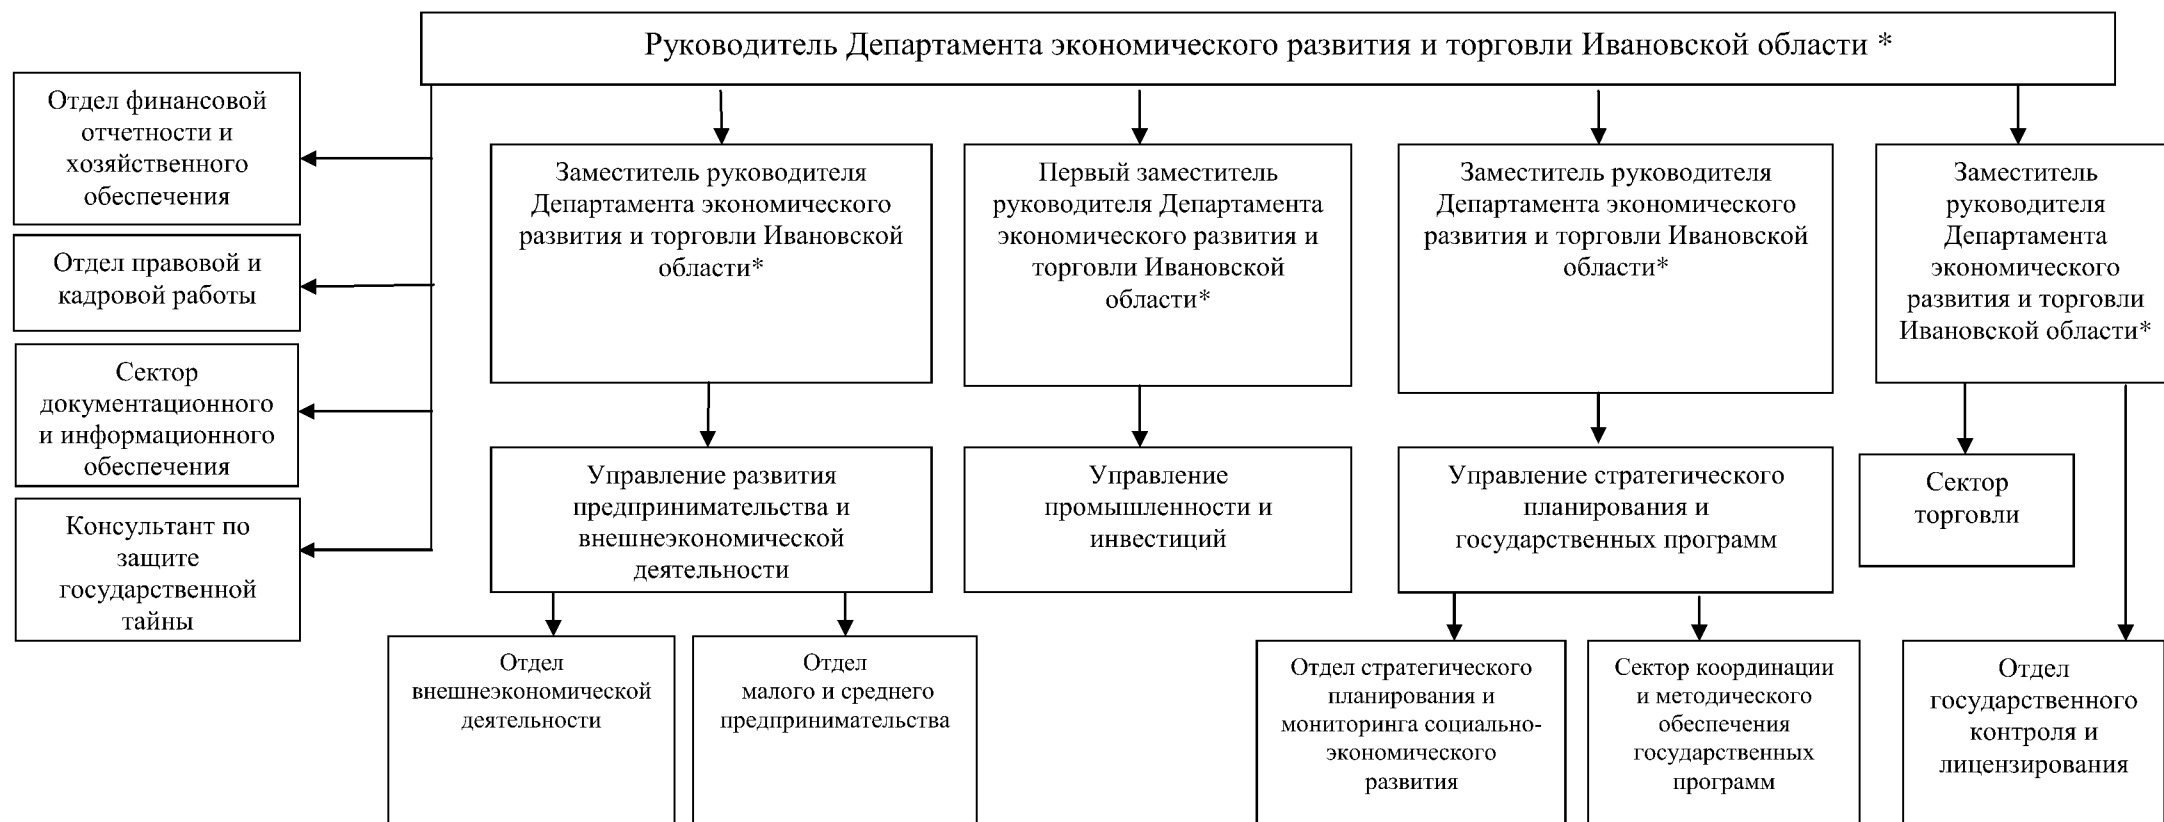 Руководитель Департамента экономического развития и торговли Ивановской области *
Отдел финансовой
отчетности и
хозяйственного
обеспечения
Отдел правовой и
кадровой работы
Сектор
документационного
и информационного
обеспечения
Консультант по
защите
государственной
тайны
Заместитель руководителя
Департамента экономического
развития и торговли Ивановской
области*
Первый заместитель
руководителя Департамента
экономического развития и
торговли Ивановской
области*
Заместитель руководителя
Департамента экономического
развития и торговли Ивановской
области*
Заместитель
руководителя
Департамента
экономического
развития и торговли
Ивановской области*
Управление развития
предпринимательства и
внешнеэкономической
деятельности
Управление
промышленности и
инвестиций
Управление стратегического
планирования и
государственных программ
Сектор
торговли
Отдел
внешнеэкономической
деятельности
Отдел
малого и среднего
предпринимательства
Отдел стратегического
планирования и
мониторинга социально-
экономического
развития
Сектор координации
и методического
обеспечения
государственных
программ
Отдел
государственного
контроля и
лицензирования